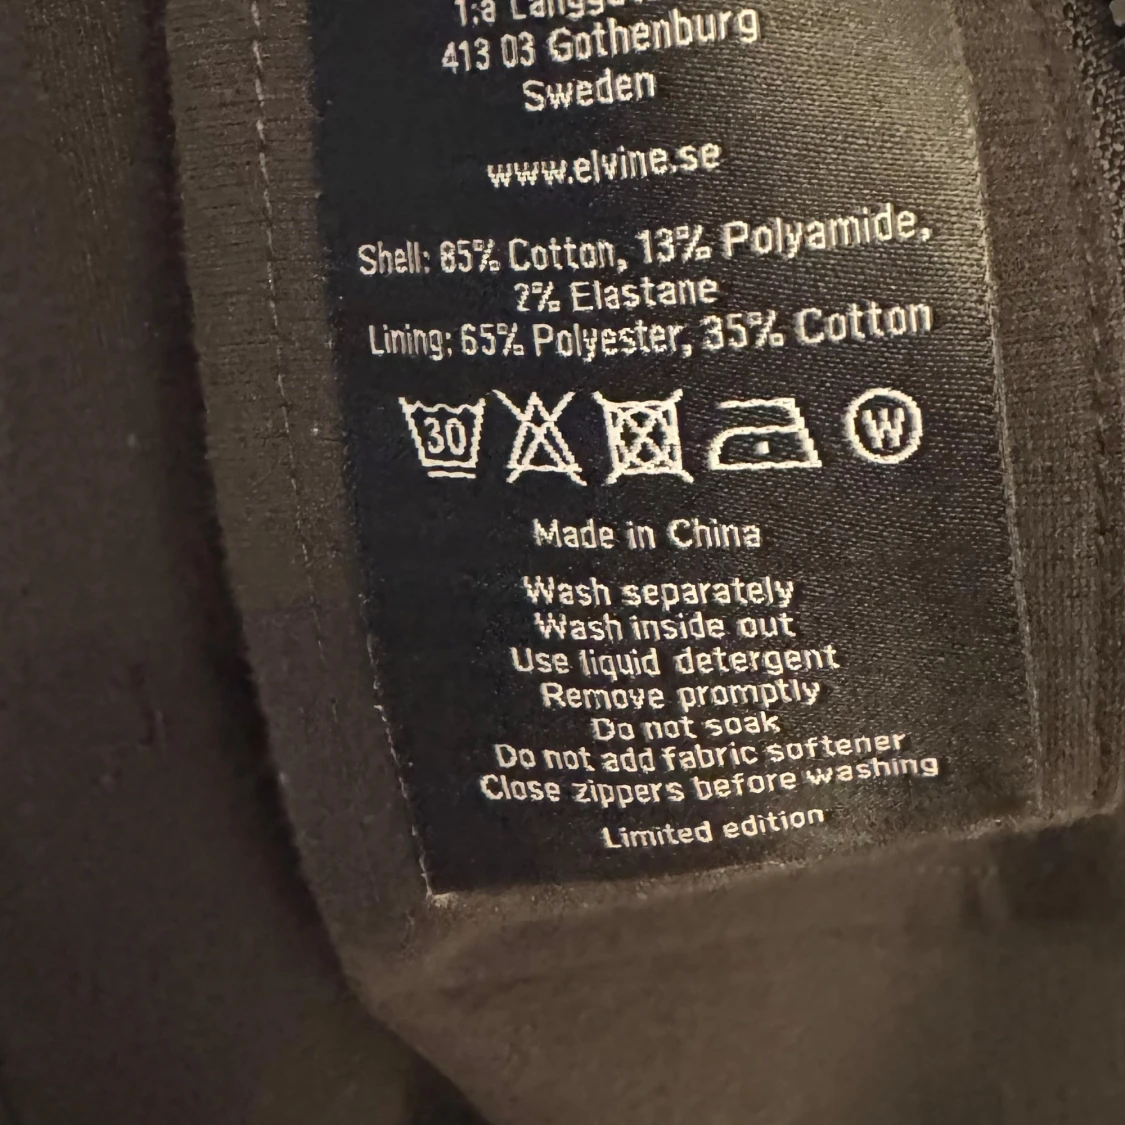 1:a
413 03 Gothenburg
Sweden
www.elvine.se
Shell: 85% Cotton, 13% Polyamide,
2% Elastane
Lining: 65% Polyester, 35% Cotton
30 W
Made in China
Wash separately
Wash inside out
Use liquid detergent
Remove promptly
Do not soak
Do not add fabric softener
Close zippers before washing
Limited edition